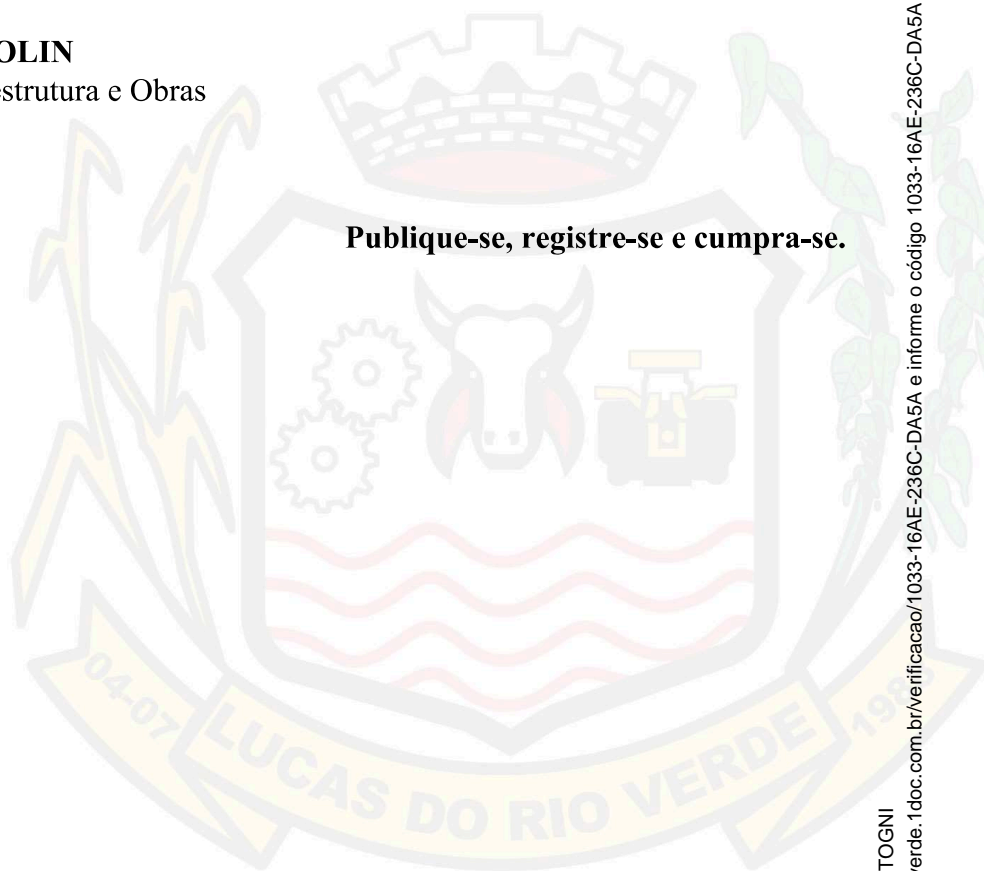 OLIN
estrutura e Obras
Publique-se, registre-se e cumpra-se.
04-07 LUCAS DO RIO VERDE 1988
TOGNI
verde.1doc.com.br/verificacao/1033-16AE-236C-DA5A e informe o código 1033-16AE-236C-DA5A